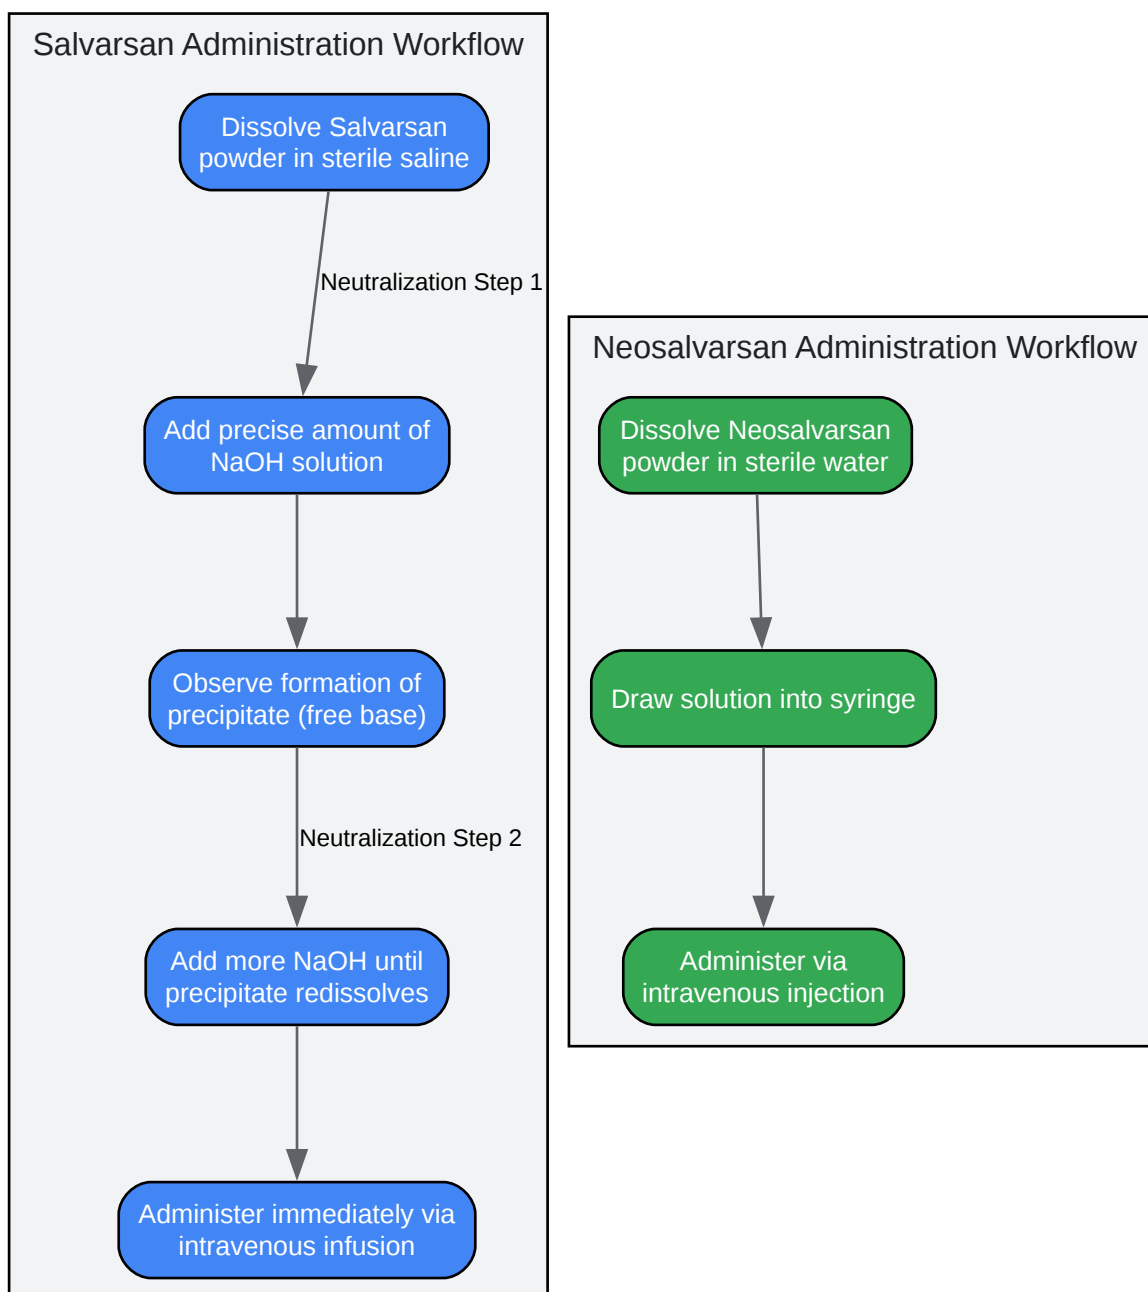 Salvarsan Administration Workflow
Dissolve Salvarsan
powder in sterile saline
Neutralization Step 1
Add precise amount of
NaOH solution
Observe formation of
precipitate (free base)
Neutralization Step 2
Add more NaOH until
precipitate redissolves
Administer immediately via
intravenous infusion
Neosalvarsan Administration Workflow
Dissolve Neosalvarsan
powder in sterile water
Draw solution into syringe
Administer via
intravenous injection